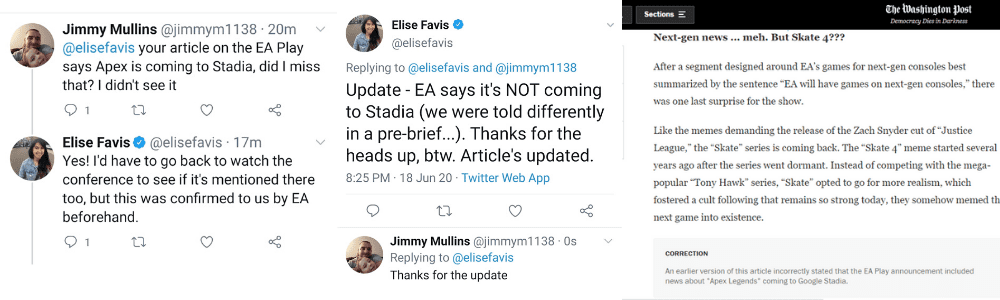 Jimmy Mullins @jimmym1138 · 20m
@elisefavis your article on the EA Play
says Apex is coming to Stadia, did I miss
that? I didn't see it
1
Elise Favis @elisefavis · 17m
Yes! I'd have to go back to watch the
conference to see if it's mentioned there
too, but this was confirmed to us by EA
beforehand.
1
Elise Favis
@elisefavis
Replying to @elisefavis and @jimmym1138
Update - EA says it's NOT coming
to Stadia (we were told differently
in a pre-brief...). Thanks for the
heads up, btw. Article's updated.
8:25 PM · 18 Jun 20 · Twitter Web App
Jimmy Mullins @jimmym1138 · 0s
Replying to @elisefavis
Thanks for the update
Sections
The Washington Post
Democracy Dies in Darkness
Next-gen news ... meh. But Skate 4???
After a segment designed around EA's games for next-gen consoles best
summarized by the sentence "EA will have games on next-gen consoles," there
was one last surprise for the show.
Like the memes demanding the release of the Zach Snyder cut of "Justice
League," the "Skate" series is coming back. The "Skate 4" meme started several
years ago after the series went dormant. Instead of competing with the mega-
popular "Tony Hawk" series, "Skate" opted to go for more realism, which
fostered a cult following that remains so strong today, they somehow memed th
next game into existence.
CORRECTION
An earlier version of this article incorrectly stated that the EA Play announcement included
news about "Apex Legends" coming to Google Stadia.